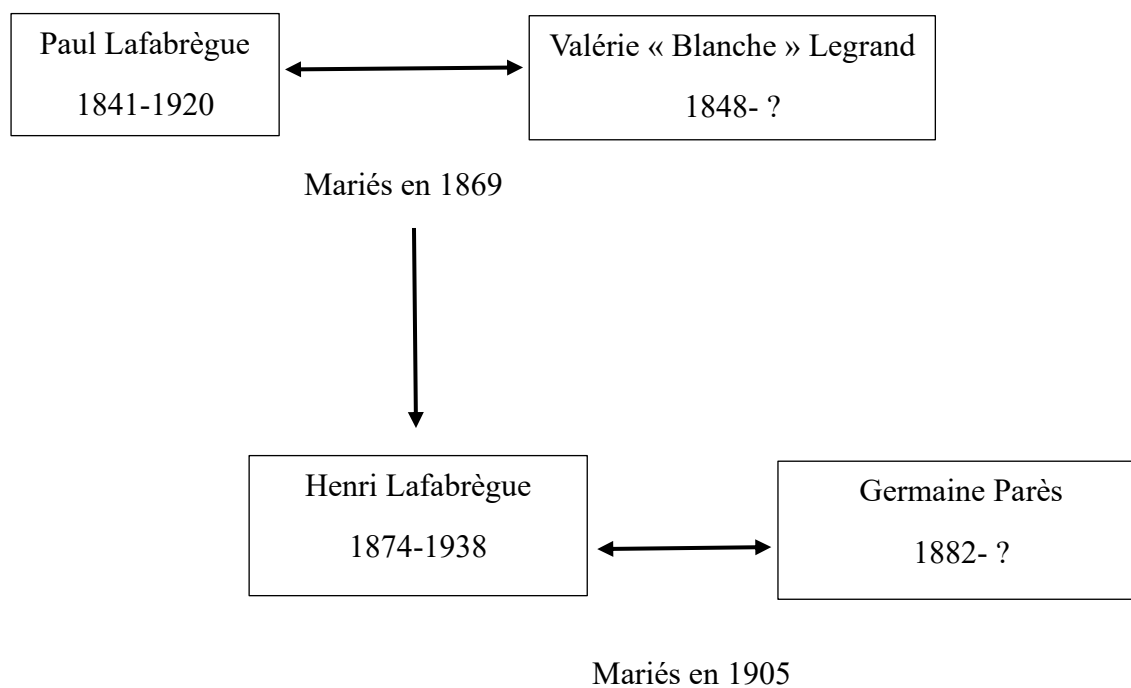 Paul Lafabrègue
1841-1920
Valérie « Blanche » Legrand
1848- ?
Mariés en 1869
Henri Lafabrègue
1874-1938
Germaine Parès
1882- ?
Mariés en 1905